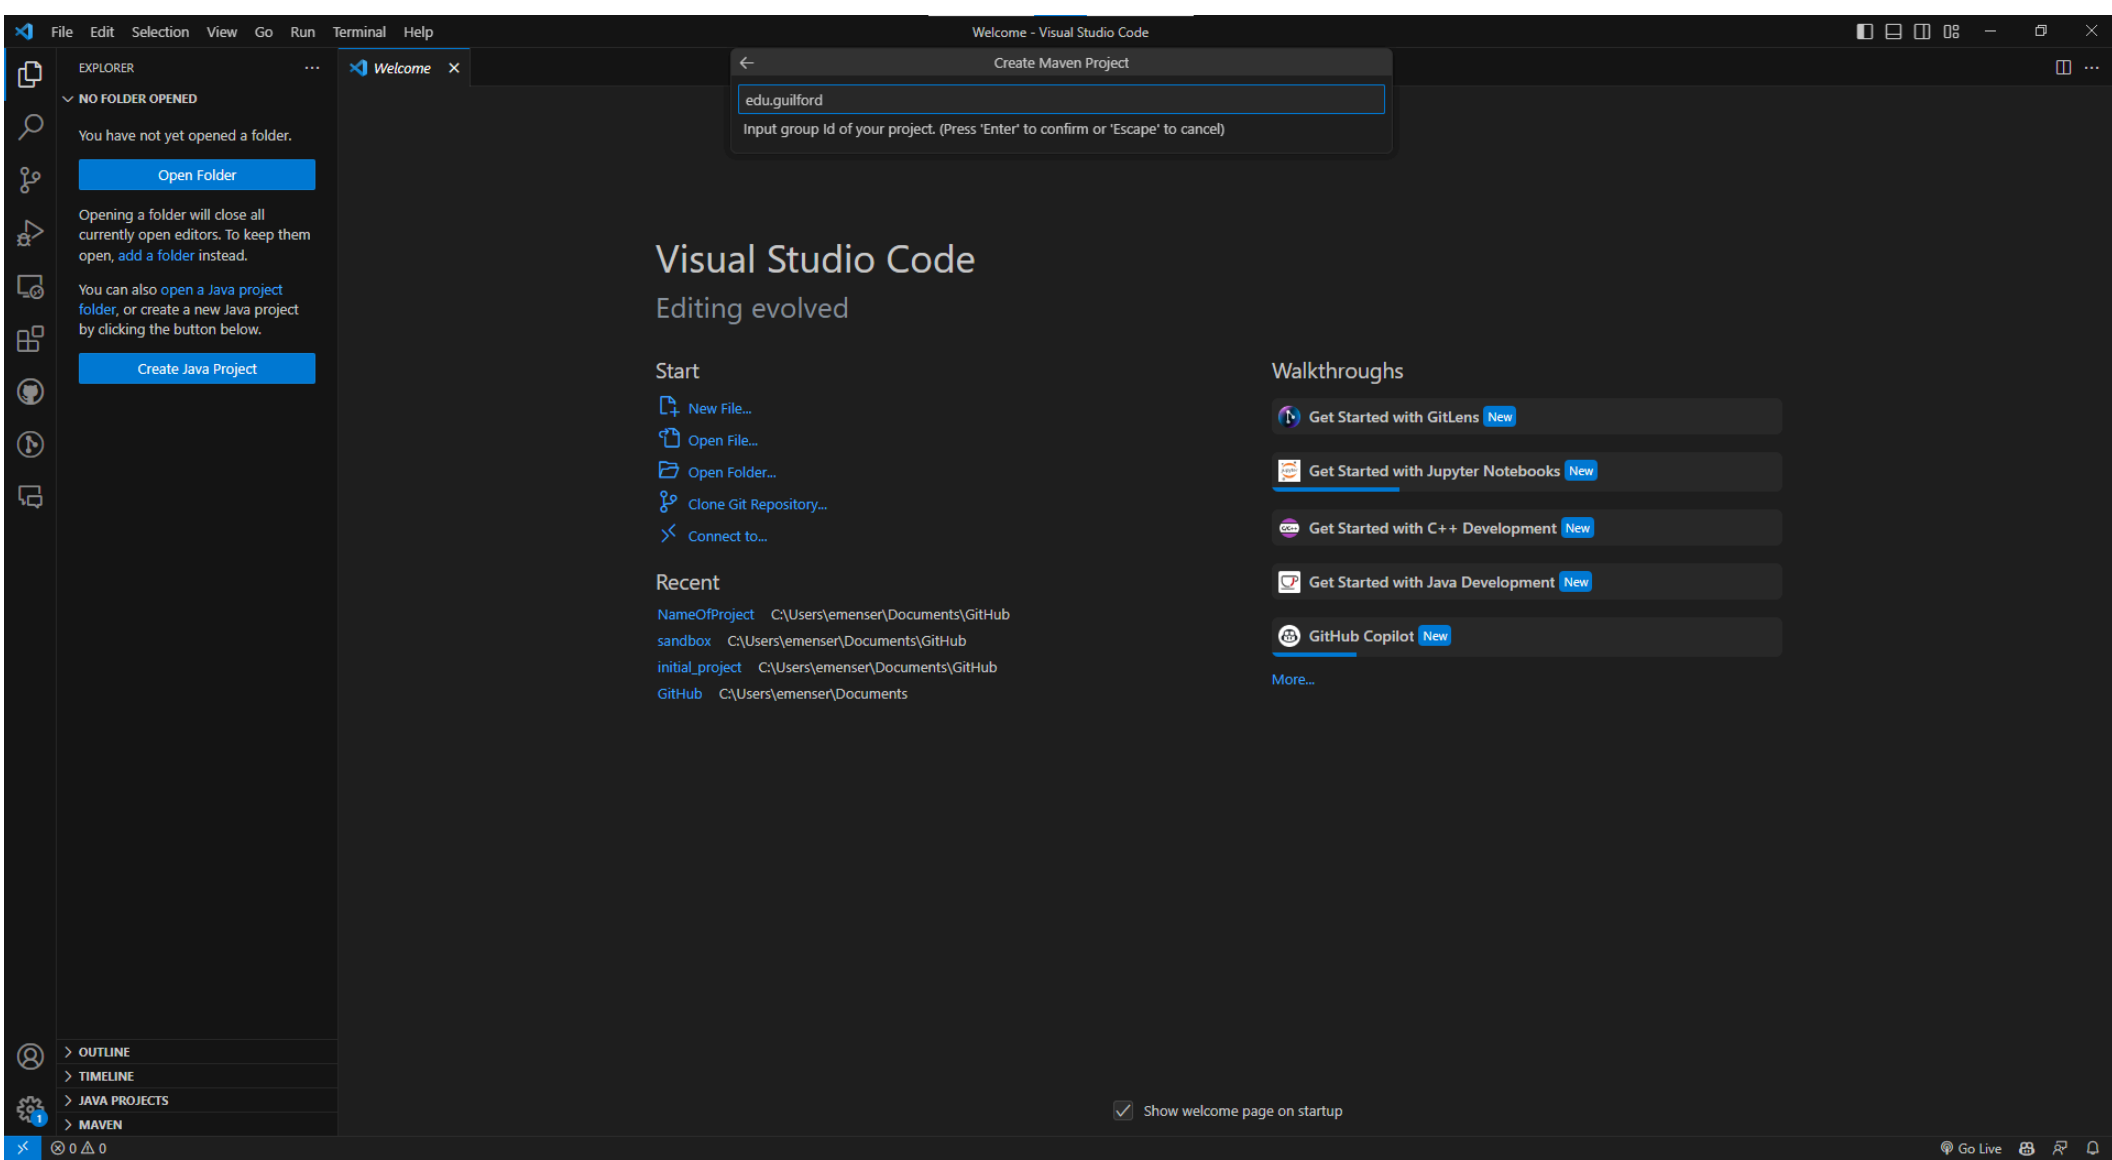 File Edit Selection View Go Run Terminal Help
Welcome - Visual Studio Code
EXPLORER
Welcome
Create Maven Project
NO FOLDER OPENED
edu.guilford
Input group Id of your project. (Press 'Enter' to confirm or 'Escape' to cancel)
You have not yet opened a folder.
Open Folder
Opening a folder will close all
currently open editors. To keep them
open, add a folder instead.
You can also open a Java project
folder, or create a new Java project
by clicking the button below.
Create Java Project
Visual Studio Code
Editing evolved
Start
New File...
Open File...
Open Folder...
Clone Git Repository...
Connect to...
Recent
NameOfProject C:\Users\emenser\Documents\GitHub
sandbox C:\Users\emenser\Documents\GitHub
initial_project C:\Users\emenser\Documents\GitHub
GitHub C:\Users\emenser\Documents
Walkthroughs
Get Started with GitLens New
Get Started with Jupyter Notebooks New
Get Started with C++ Development New
Get Started with Java Development New
GitHub Copilot New
More...
OUTLINE
TIMELINE
JAVA PROJECTS
MAVEN
1
Show welcome page on startup
0 0
Go Live